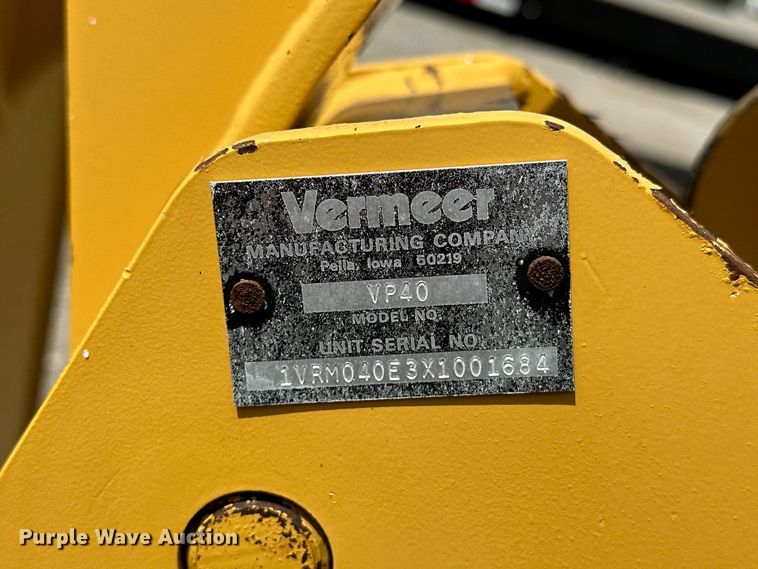 Vermeer
MANUFACTURING COMPANY
Pella, Iowa 50219
VP40
MODEL NO.
UNIT SERIAL NO.
1VRM040E3X1001684
Purple Wave Auction